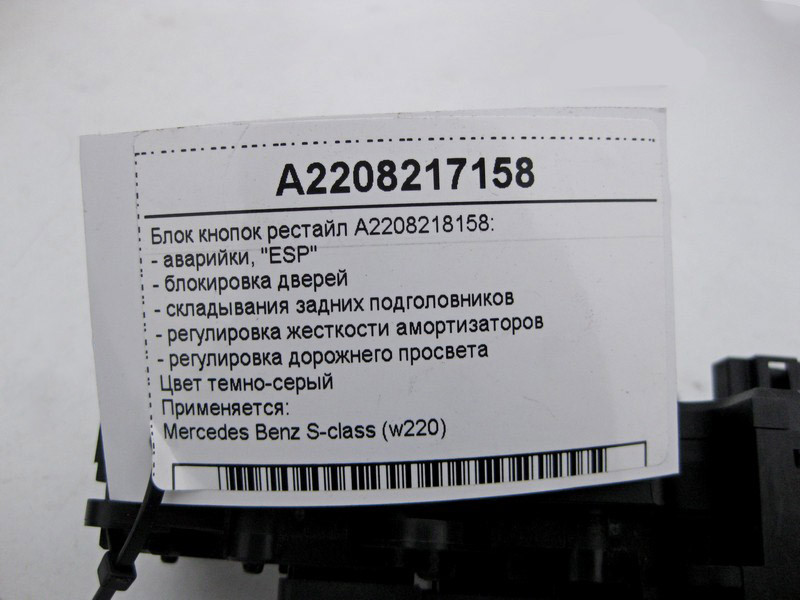 A2208217158
Блок кнопок рестайл A2208218158:
- аварийки, "ESP"
- блокировка дверей
- складывания задних подголовников
- регулировка жесткости амортизаторов
- регулировка дорожнего просвета
Цвет темно-серый
Применяется:
Mercedes Benz S-class (w220)